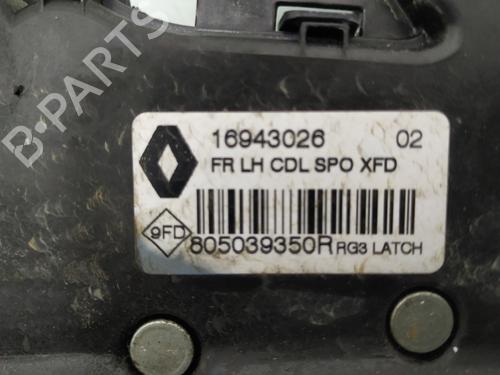 B-PARTS
16943026 02
FR LH CDL SPO XFD
9FD
805039350R RG3 LATCH